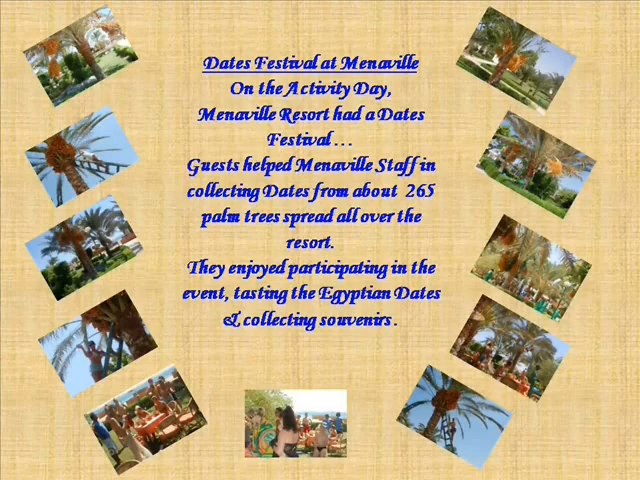 Dates Festival at Menaville
On the Activity Day,
Menaville Resort had a Dates
Festival ...
Guests helped Menaville Staff in
collecting Dates from about 265
palm trees spread all over the
resort.
They enjoyed participating in the
event, tasting the Egyptian Dates
& collecting souvenirs.